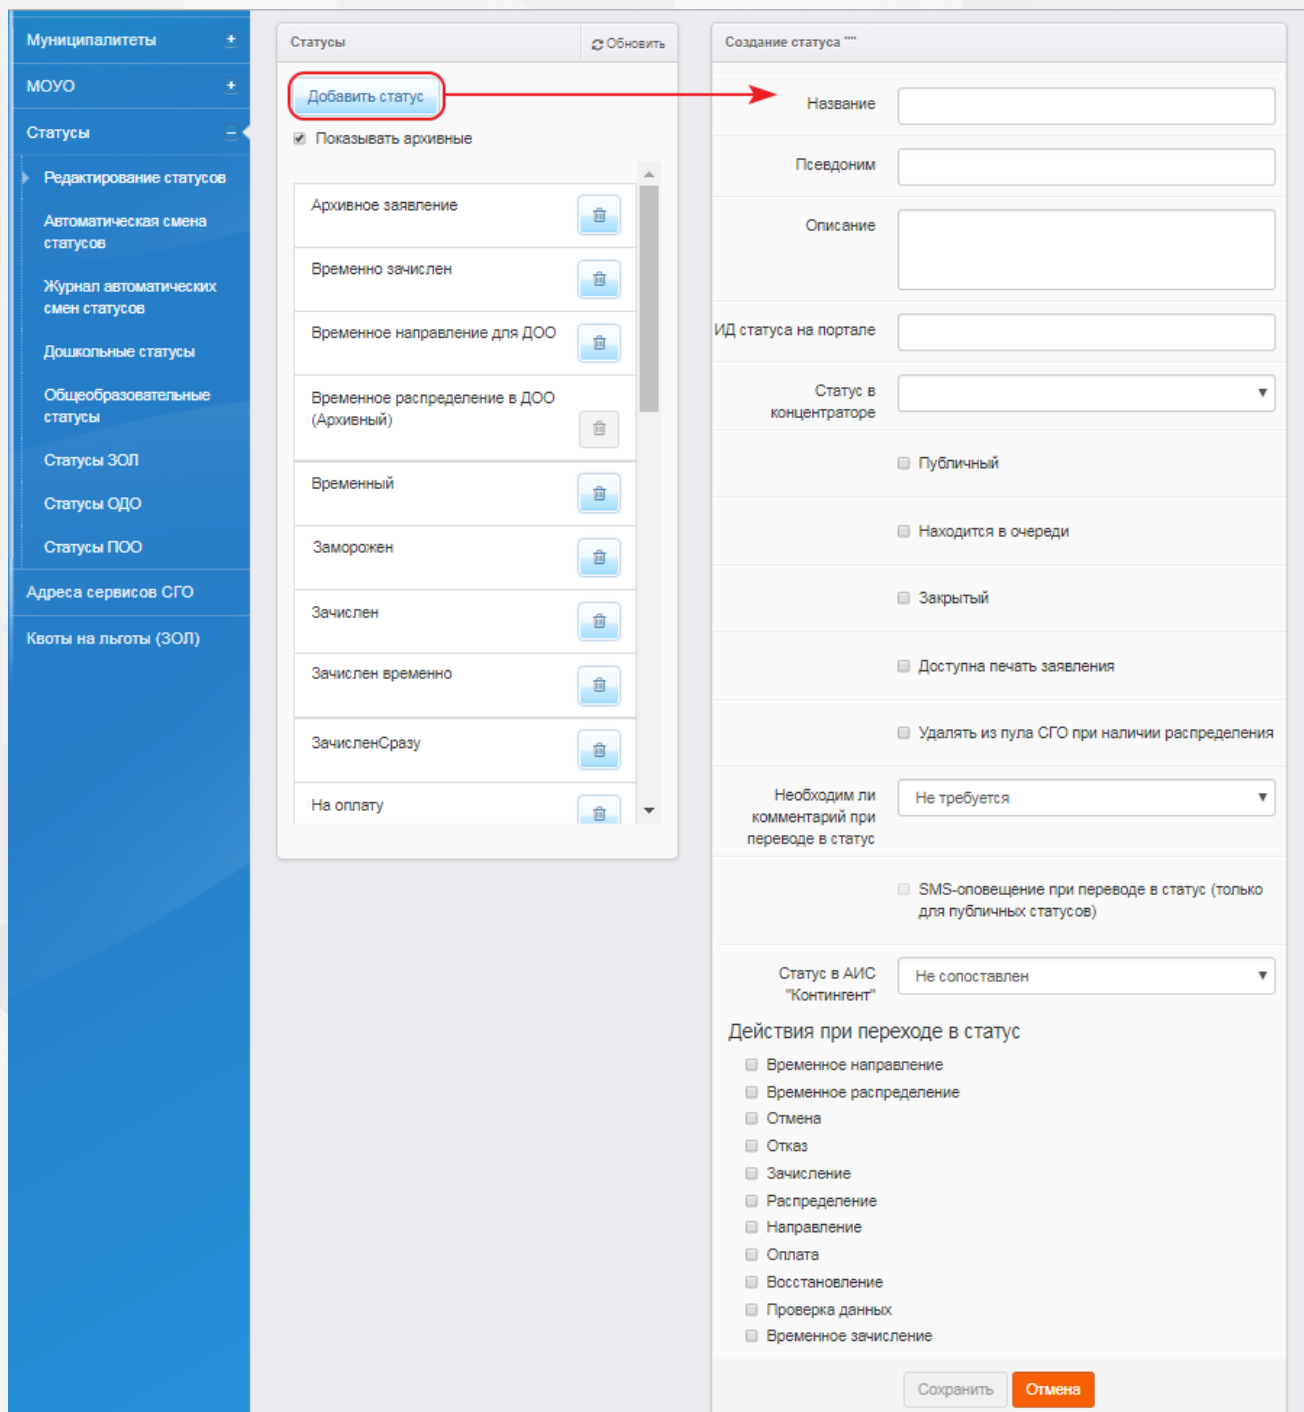 Муниципалитеты
МОУО
Статусы
Редактирование статусов
Автоматическая смена
статусов
Журнал автоматических
смен статусов
Дошкольные статусы
Общеобразовательные
статусы
Статусы ЗОЛ
Статусы ОДО
Статусы ПОО
Адреса сервисов СГО
Квоты на льготы (ЗОЛ)
Статусы
Обновить
Добавить статус
Показывать архивные
Архивное заявление
Временно зачислен
Временное направление для ДОО
Временное распределение в ДОО
(Архивный)
Временный
Заморожен
Зачислен
Зачислен временно
ЗачисленСразу
На оплату
Создание статуса ""
Название
Псевдоним
Описание
ИД статуса на портале
Статус в
концентраторе
Публичный
Находится в очереди
Закрытый
Доступна печать заявления
Удалять из пула СГО при наличии распределения
Необходим ли
комментарий при
переводе в статус
Не требуется
SMS-оповещение при переводе в статус (только
для публичных статусов)
Статус в АИС
"Контингент"
Не сопоставлен
Действия при переходе в статус
Временное направление
Временное распределение
Отмена
Отказ
Зачисление
Распределение
Направление
Оплата
Восстановление
Проверка данных
Временное зачисление
Сохранить
Отмена